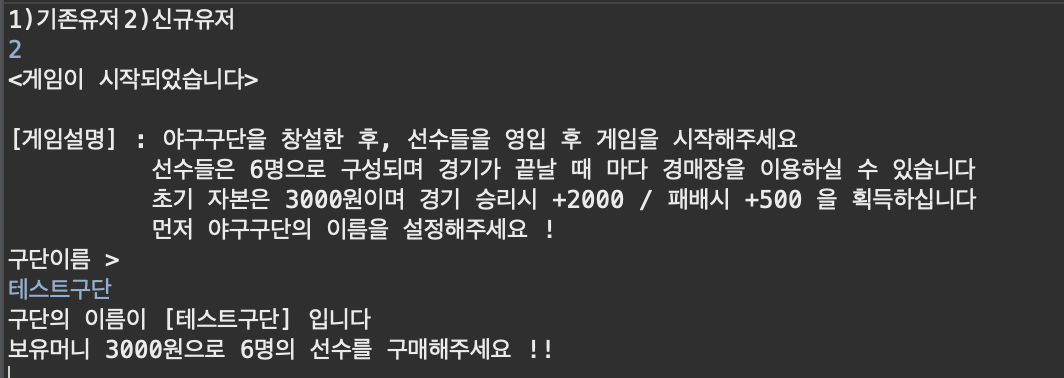 1)기존유저 2)신규유저
2
<게임이 시작되었습니다>
[게임설명] : 야구구단을 창설한 후, 선수들을 영입 후 게임을 시작해주세요
선수들은 6명으로 구성되며 경기가 끝날 때 마다 경매장을 이용하실 수 있습니다
초기 자본은 3000원이며 경기 승리시 +2000 / 패배시 +500 을 획득하십니다
먼저 야구구단의 이름을 설정해주세요 !
구단이름 >
테스트구단
구단의 이름이 [테스트구단] 입니다
보유머니 3000원으로 6명의 선수를 구매해주세요 !!